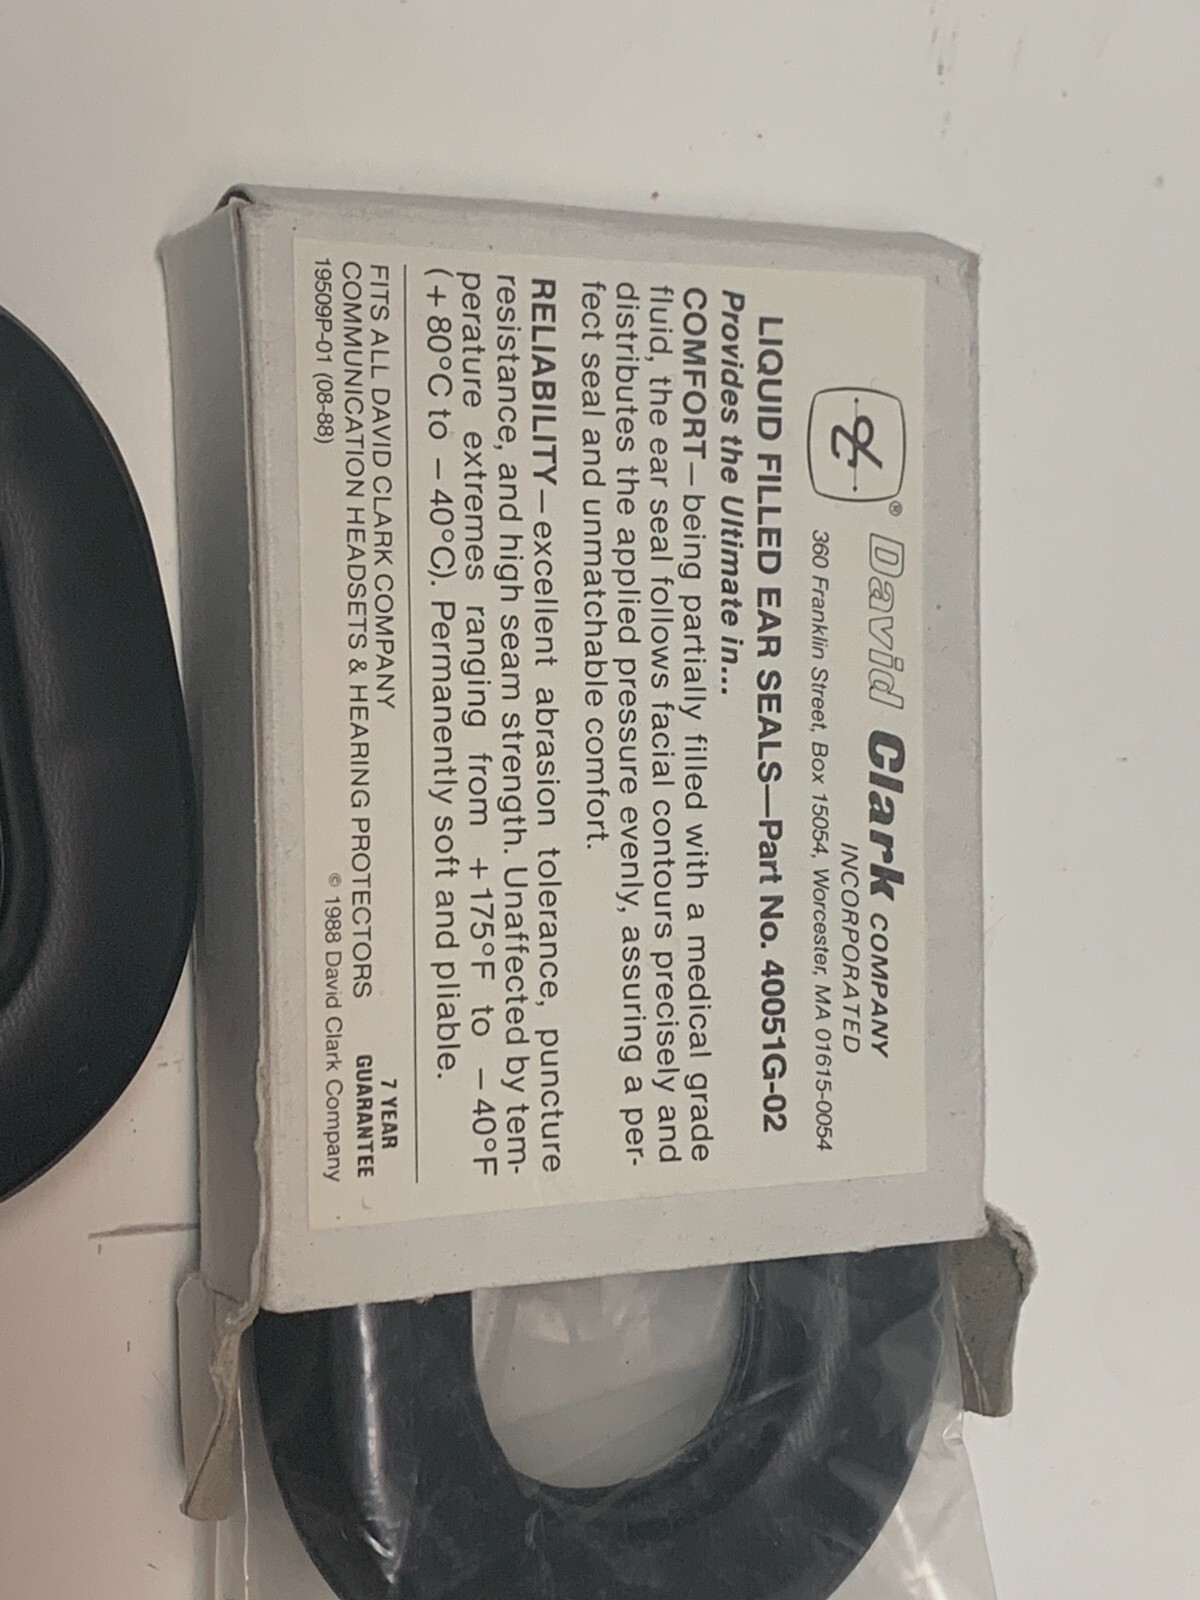 ® David Clark COMPANY
INCORPORATED
360 Franklin Street, Box 15054, Worcester, MA 01615-0054
LIQUID FILLED EAR SEALS—Part No. 40051G-02
Provides the Ultimate in...
COMFORT – being partially filled with a medical grade
fluid, the ear seal follows facial contours precisely and
distributes the applied pressure evenly, assuring a per-
fect seal and unmatchable comfort.
RELIABILITY – excellent abrasion tolerance, puncture
resistance, and high seam strength. Unaffected by tem-
perature extremes ranging from +175°F to –40°F
(+80°C to –40°C). Permanently soft and pliable.
FITS ALL DAVID CLARK COMPANY
COMMUNICATION HEADSETS & HEARING PROTECTORS
7 YEAR
GUARANTEE
19509P-01 (08-88)
© 1988 David Clark Company